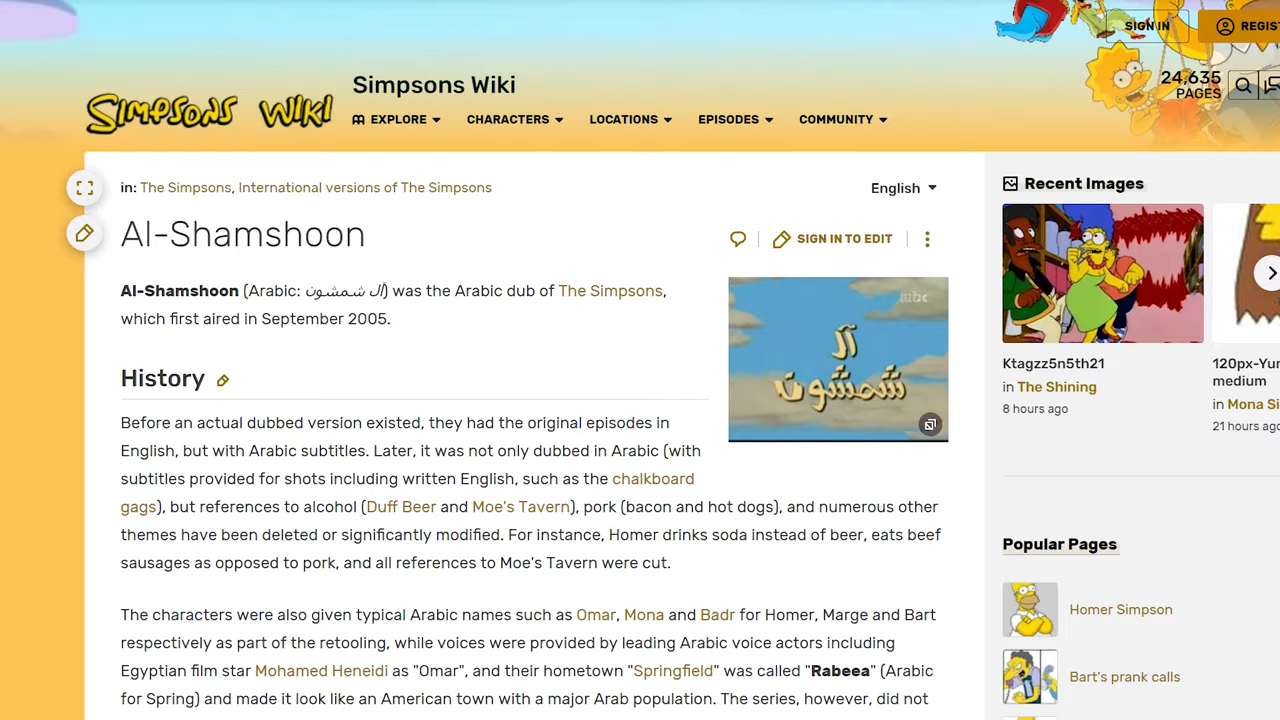 SIGN IN
REGIST
Simpsons Wiki
SIMPSONS WIKI
24,635
PAGES
EXPLORE
CHARACTERS
LOCATIONS
EPISODES
COMMUNITY
in: The Simpsons, International versions of The Simpsons
English
Al-Shamshoon
SIGN IN TO EDIT
Al-Shamshoon (Arabic: آل شمشون) was the Arabic dub of The Simpsons,
which first aired in September 2005.
mbc
آل
شمشون
History
Before an actual dubbed version existed, they had the original episodes in
English, but with Arabic subtitles. Later, it was not only dubbed in Arabic (with
subtitles provided for shots including written English, such as the chalkboard
gags), but references to alcohol (Duff Beer and Moe's Tavern), pork (bacon and hot dogs), and numerous other
themes have been deleted or significantly modified. For instance, Homer drinks soda instead of beer, eats beef
sausages as opposed to pork, and all references to Moe's Tavern were cut.
The characters were also given typical Arabic names such as Omar, Mona and Badr for Homer, Marge and Bart
respectively as part of the retooling, while voices were provided by leading Arabic voice actors including
Egyptian film star Mohamed Heneidi as "Omar", and their hometown "Springfield" was called "Rabeea" (Arabic
for Spring) and made it look like an American town with a major Arab population. The series, however, did not
Recent Images
Ktagzz5n5th21
in The Shining
8 hours ago
120px-Yur
medium
in Mona Si
21 hours ago
Popular Pages
Homer Simpson
Bart's prank calls